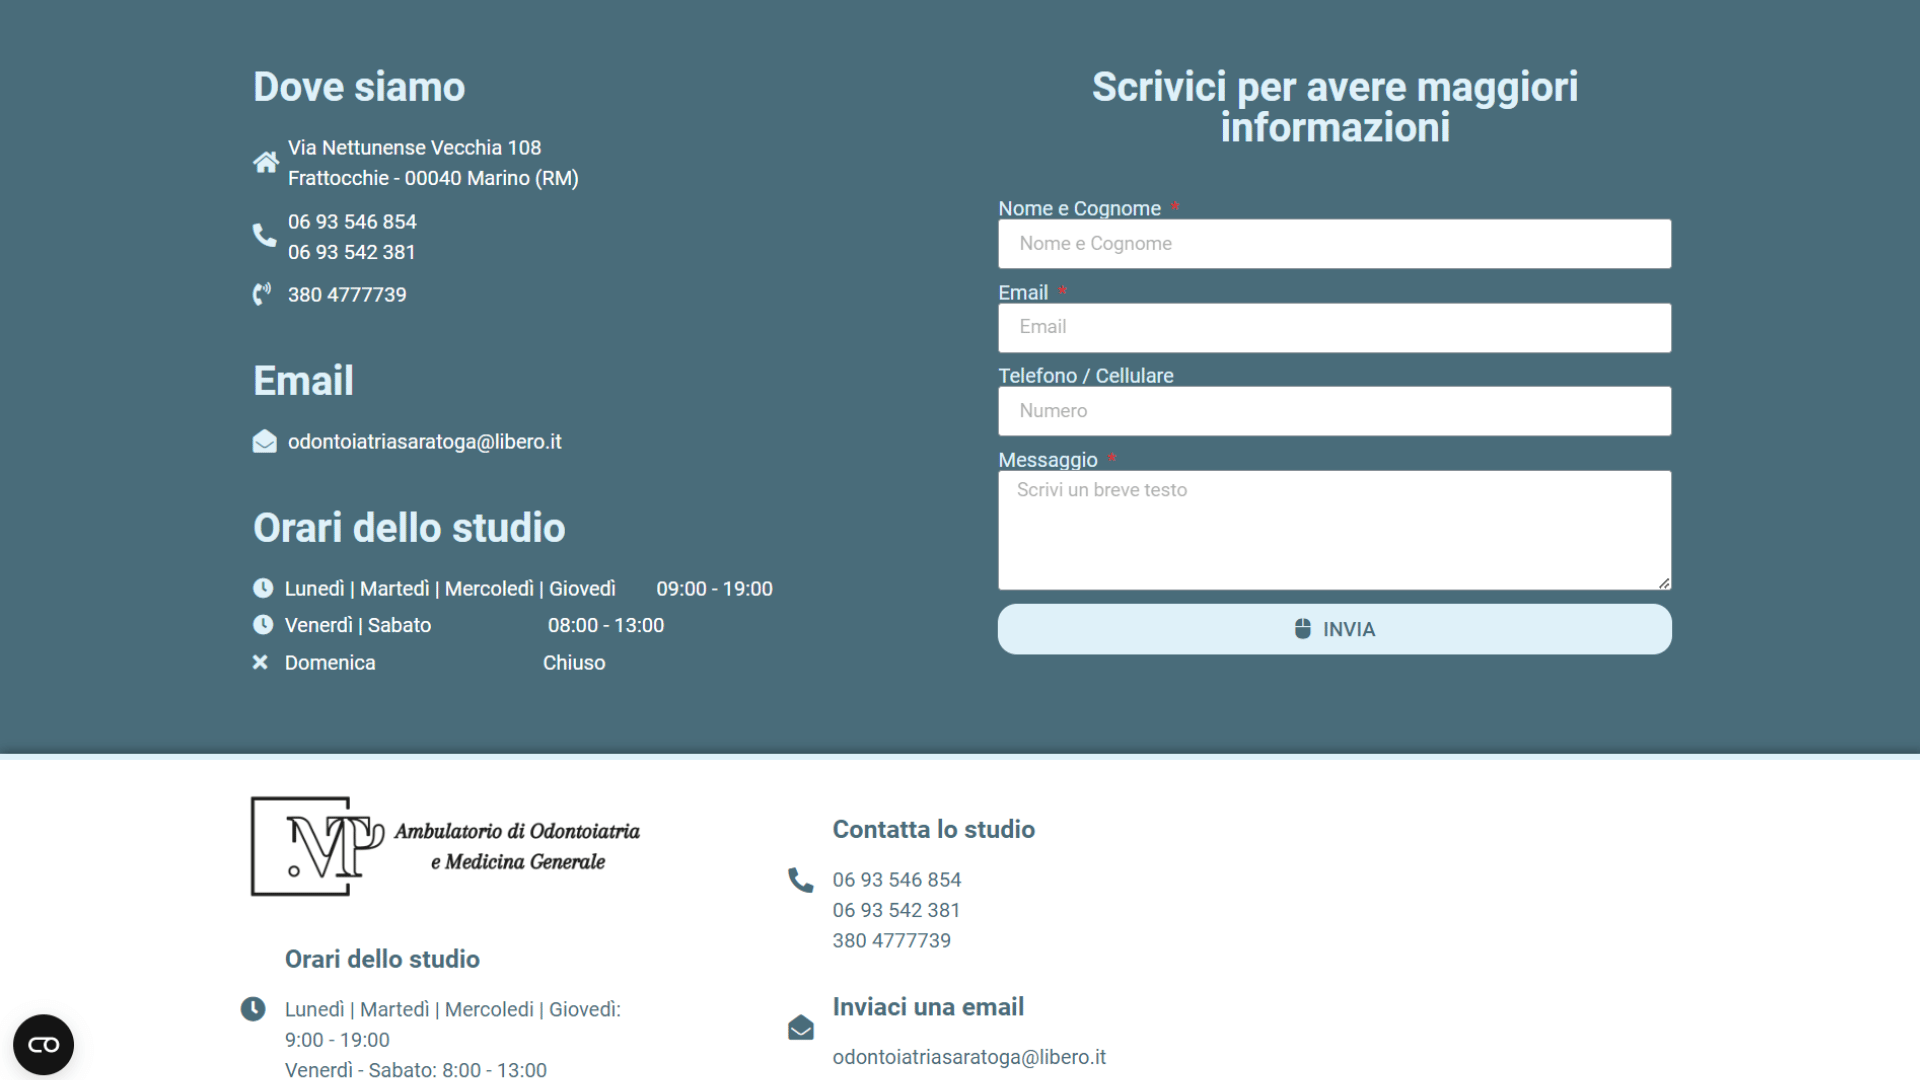 Dove siamo
Via Nettunense Vecchia 108
Frattocchie - 00040 Marino (RM)
06 93 546 854
06 93 542 381
380 4777739
Email
odontoiatriasaratoga@libero.it
Orari dello studio
Lunedì | Martedì | Mercoledì | Giovedì 09:00 - 19:00
Venerdì | Sabato 08:00 - 13:00
Domenica Chiuso
Scrivici per avere maggiori
informazioni
Nome e Cognome *
Nome e Cognome
Email *
Email
Telefono / Cellulare
Numero
Messaggio *
Scrivi un breve testo
INVIA
MTP
Ambulatorio di Odontoiatria
e Medicina Generale
Orari dello studio
Lunedì | Martedì | Mercoledi | Giovedì:
9:00 - 19:00
Venerdì - Sabato: 8:00 - 13:00
Contatta lo studio
06 93 546 854
06 93 542 381
380 4777739
Inviaci una email
odontoiatriasaratoga@libero.it